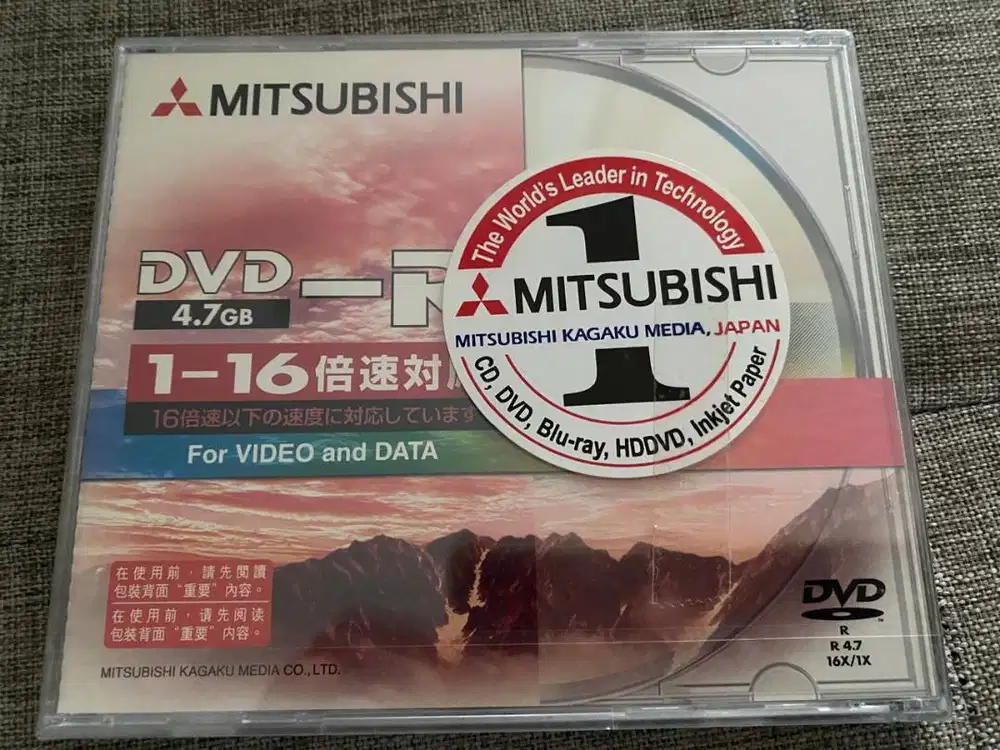 MITSUBISHI
DVD-R
4.7GB
1-16倍速対応
16倍速以下の速度に対応しています
For VIDEO and DATA
The World's Leader in Technology
1
MITSUBISHI
MITSUBISHI KAGAKU MEDIA, JAPAN
CD, DVD, Blu-ray, HDDVD, Inkjet Paper
在使用前，請先閱讀
包裝背面“重要”內容。
在使用前，请先阅读
包装背面“重要”内容。
MITSUBISHI KAGAKU MEDIA CO., LTD.
DVD
R
R 4.7
16X/1X